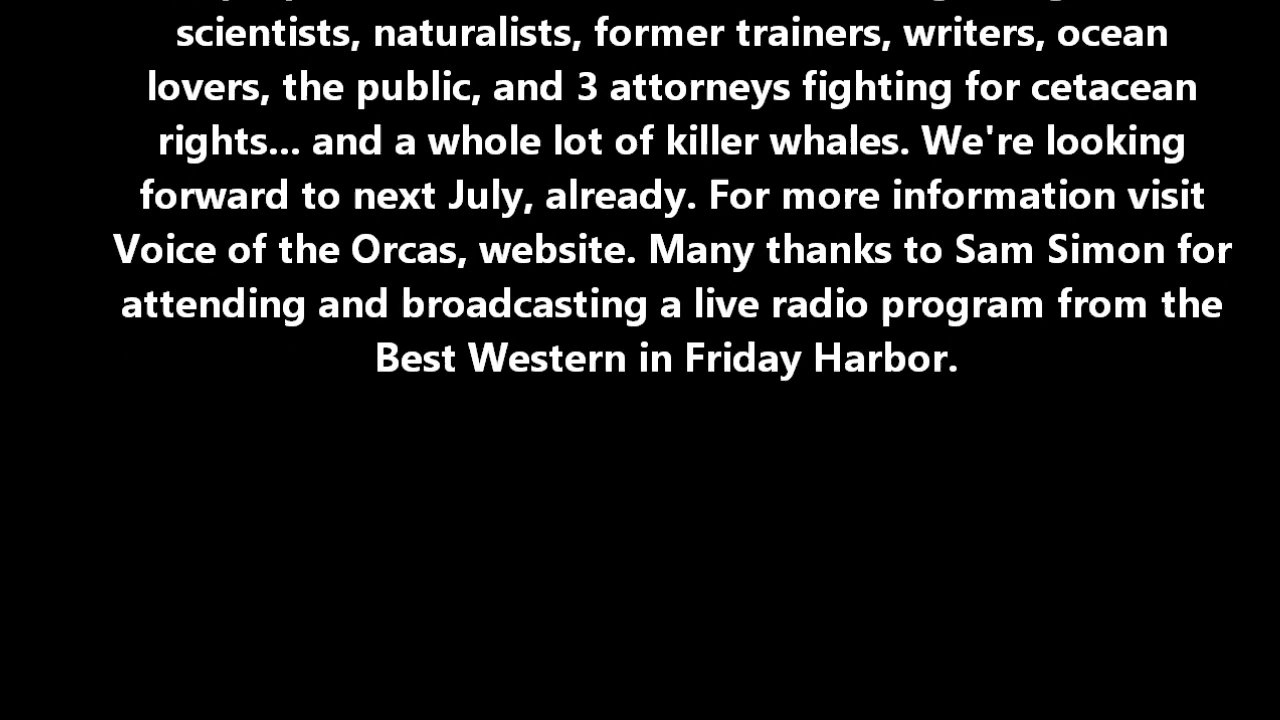 scientists, naturalists, former trainers, writers, ocean
lovers, the public, and 3 attorneys fighting for cetacean
rights... and a whole lot of killer whales. We're looking
forward to next July, already. For more information visit
Voice of the Orcas, website. Many thanks to Sam Simon for
attending and broadcasting a live radio program from the
Best Western in Friday Harbor.